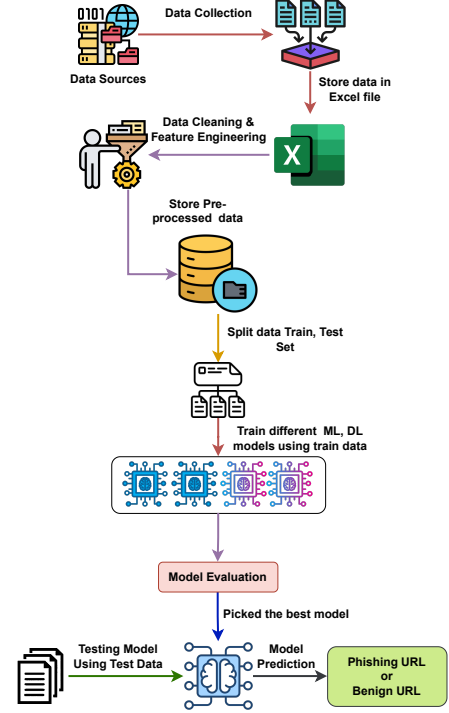 0101
Data Collection
Data Sources
Store data in
Excel file
Data Cleaning &
Feature Engineering
X
Store Pre-
processed data
Split data Train, Test
Set
Train different ML, DL
models using train data
Model Evaluation
Picked the best model
Testing Model
Using Test Data
Model
Prediction
Phishing URL
or
Benign URL